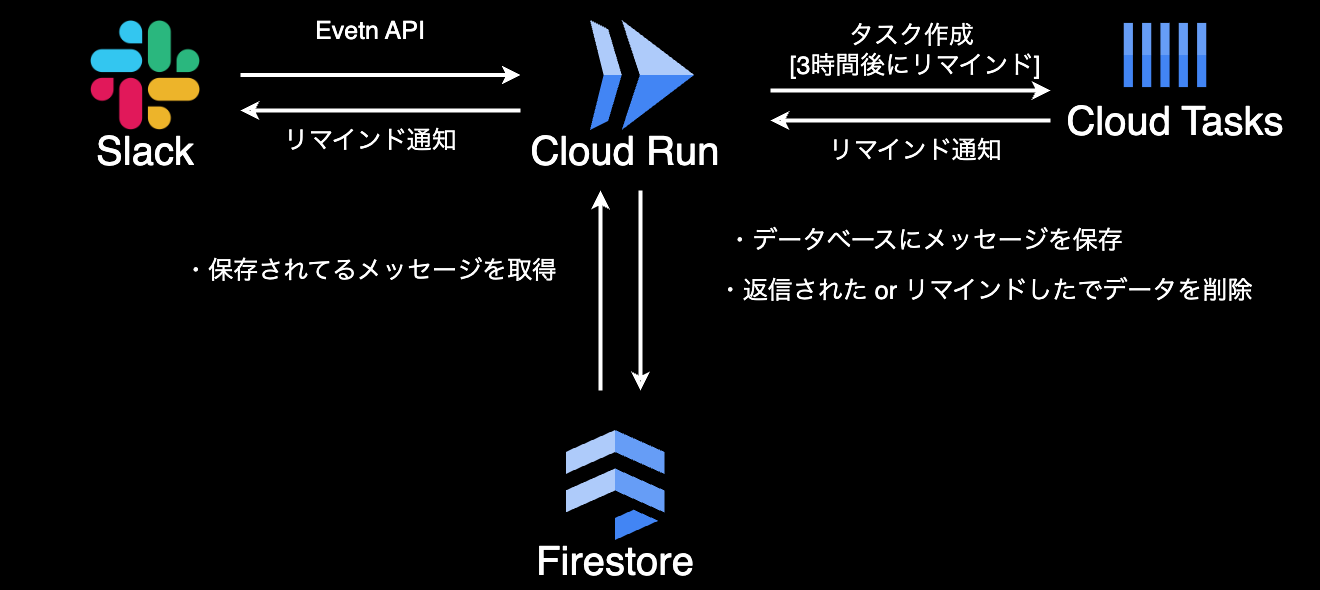 Evetn API
タスク作成
[3時間後にリマインド]
リマインド通知
リマインド通知
Slack
Cloud Run
Cloud Tasks
・保存されてるメッセージを取得
・データベースにメッセージを保存
・返信された or リマインドしたでデータを削除
Firestore